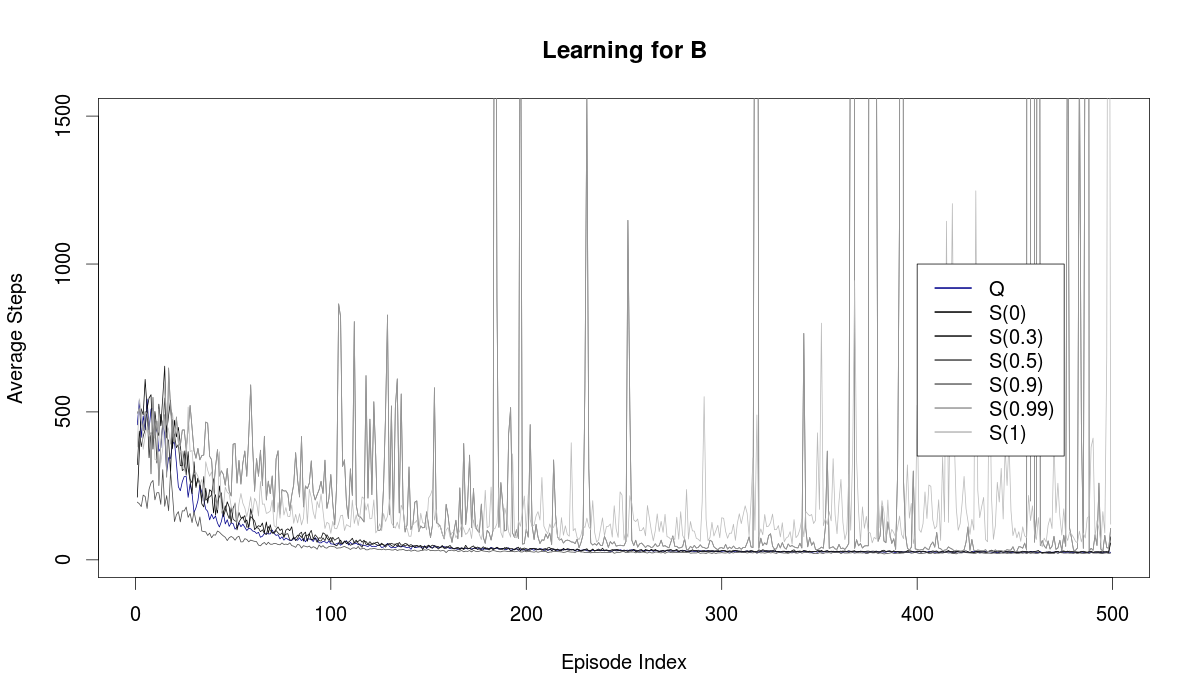 Learning for B
Average Steps
1500
1000
500
0
Q
S(0)
S(0.3)
S(0.5)
S(0.9)
S(0.99)
S(1)
0 100 200 300 400 500
Episode Index